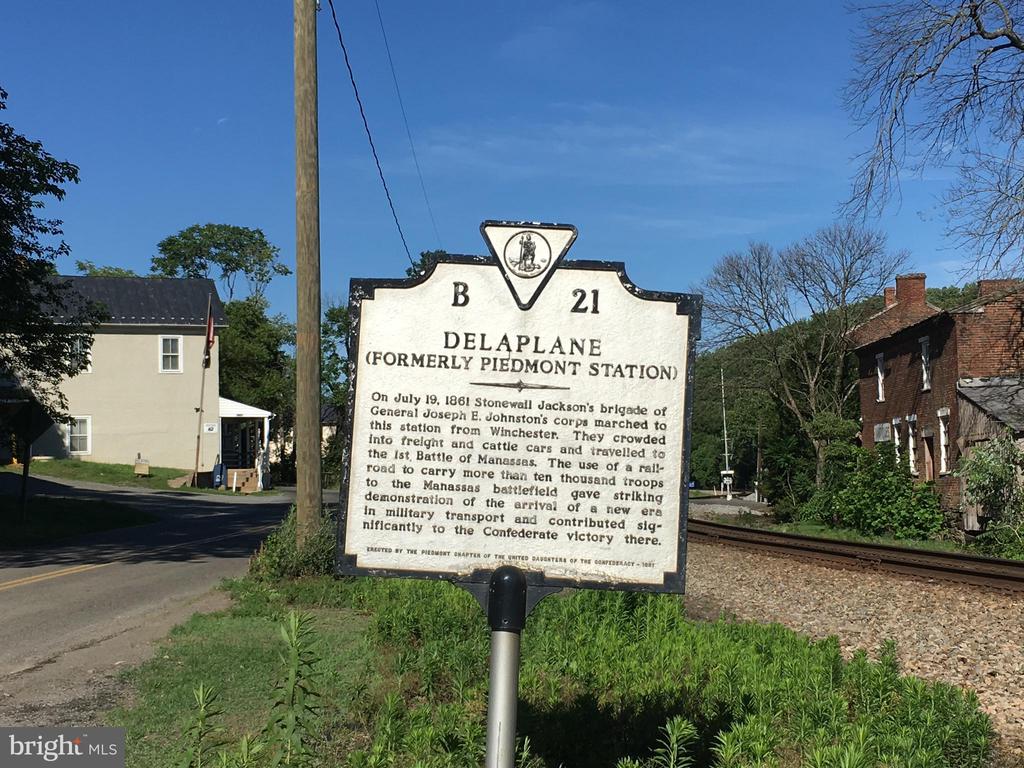 B 21
DELAPLANE
(FORMERLY PIEDMONT STATION)
On July 19, 1861 Stonewall Jackson's brigade of
General Joseph E. Johnston's corps marched to
this station from Winchester. They crowded
into freight and cattle cars and travelled to
the 1st Battle of Manassas. The use of a rail-
road to carry more than ten thousand troops
to the Manassas battlefield gave striking
demonstration of the arrival of a new era
in military transport and contributed sig-
nificantly to the Confederate victory there.
ERECTED BY THE PIEDMONT CHAPTER OF THE UNITED DAUGHTERS OF THE CONFEDERACY - 1987
bright MLS